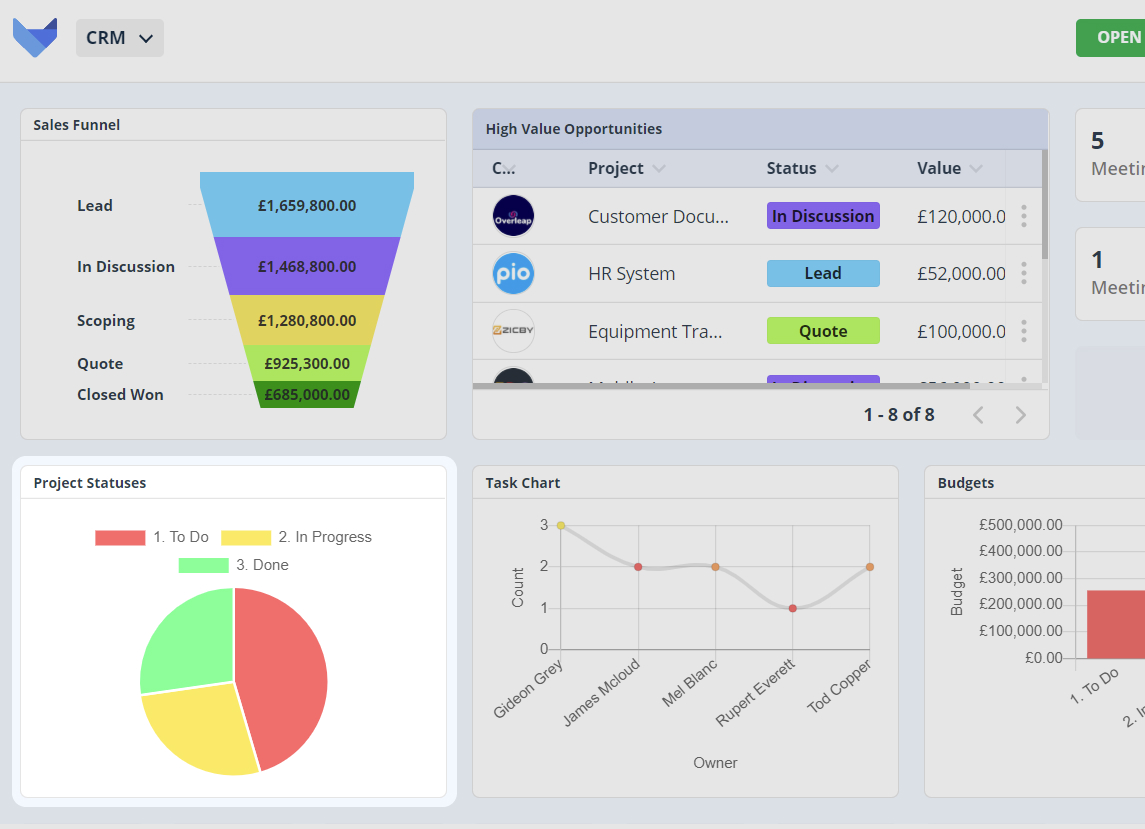 CRM
OPEN
Sales Funnel
Lead £1,659,800.00
In Discussion £1,468,800.00
Scoping £1,280,800.00
Quote £925,300.00
Closed Won £685,000.00
High Value Opportunities
C... Project Status Value
Overleap Customer Docu... In Discussion £120,000.0
pio HR System Lead £52,000.00
ZICBY Equipment Tra... Quote £100,000.0
1 - 8 of 8
5
Meetin
1
Meetin
Project Statuses
1. To Do 2. In Progress
3. Done
Task Chart
Count
3
2
1
0
Gideon Grey James Mcloud Mel Blanc Rupert Everett Tod Copper
Owner
Budgets
Budget
£500,000.00
£400,000.00
£300,000.00
£200,000.00
£100,000.00
£0.00
1. To Do
2. In